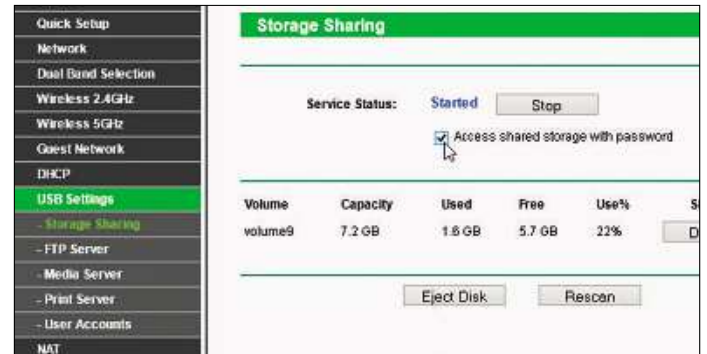 Quick Setup
Network
Dual Band Selection
Wireless 2.4GHz
Wireless 5GHz
Guest Network
DHCP
USB Settings
- Storage Sharing
- FTP Server
- Media Server
- Print Server
- User Accounts
NAT
Storage Sharing
Service Status: Started Stop
Access shared storage with password
Volume Capacity Used Free Use% S
volume9 7.2 GB 1.6 GB 5.7 GB 22% D
Eject Disk Rescan